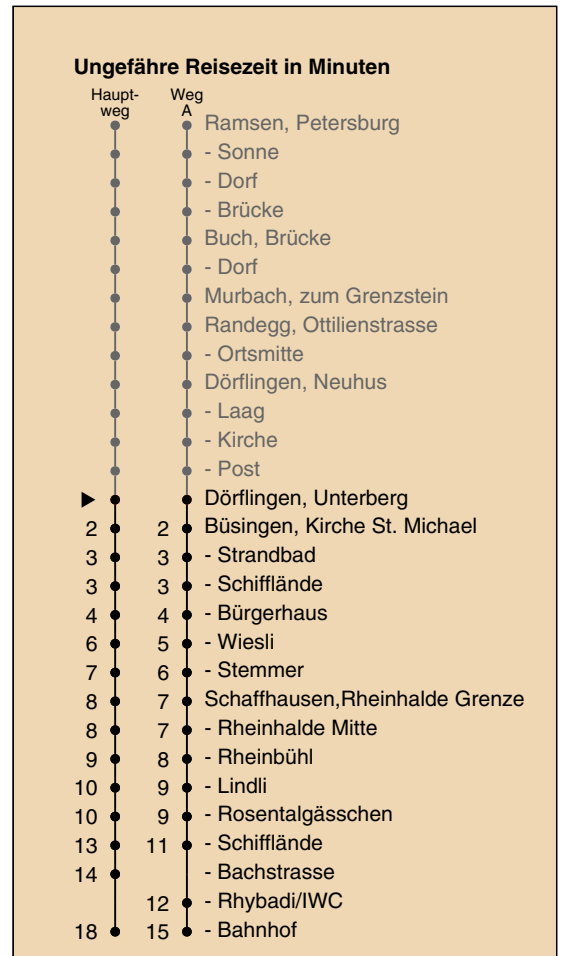 Ungefähre Reisezeit in Minuten
Haupt- Weg
weg A
Ramsen, Petersburg
- Sonne
- Dorf
- Brücke
Buch, Brücke
- Dorf
Murbach, zum Grenzstein
Randegg, Ottilienstrasse
- Ortsmitte
Dörflingen, Neuhus
- Laag
- Kirche
- Post
Dörflingen, Unterberg
2 2 Büsingen, Kirche St. Michael
3 3 - Strandbad
3 3 - Schifflände
4 4 - Bürgerhaus
6 5 - Wiesli
7 6 - Stemmer
8 7 Schaffhausen,Rheinhalde Grenze
8 7 - Rheinhalde Mitte
9 8 - Rheinbühl
10 9 - Lindli
10 9 - Rosentalgässchen
13 11 - Schifflände
14 - Bachstrasse
12 - Rhybadi/IWC
18 15 - Bahnhof